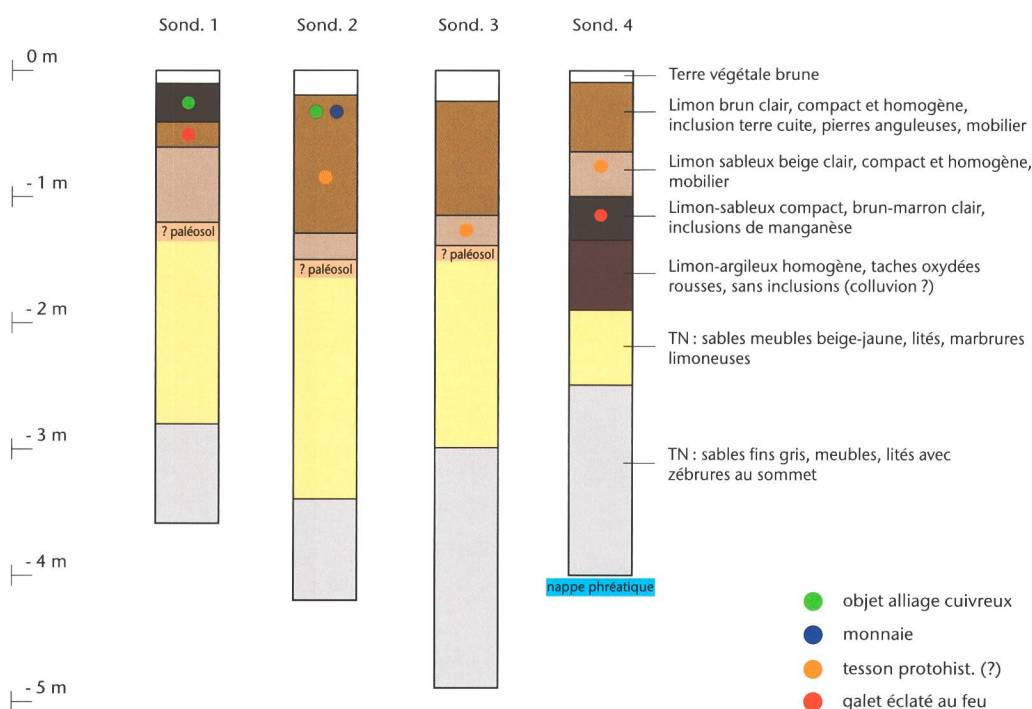 Sond. 1
Sond. 2
Sond. 3
Sond. 4
0 m
- 1 m
- 2 m
- 3 m
- 4 m
- 5 m
? paléosol
? paléosol
? paléosol
Terre végétale brune
Limon brun clair, compact et homogène,
inclusion terre cuite, pierres anguleuses, mobilier
Limon sableux beige clair, compact et homogène,
mobilier
Limon-sableux compact, brun-marron clair,
inclusions de manganèse
Limon-argileux homogène, taches oxydées
rousses, sans inclusions (colluvion ?)
TN : sables meubles beige-jaune, lités, marbrures
limoneuses
TN : sables fins gris, meubles, lités avec
zébrures au sommet
nappe phréatique
objet alliage cuivreux
monnaie
tesson protohist. (?)
galet éclaté au feu